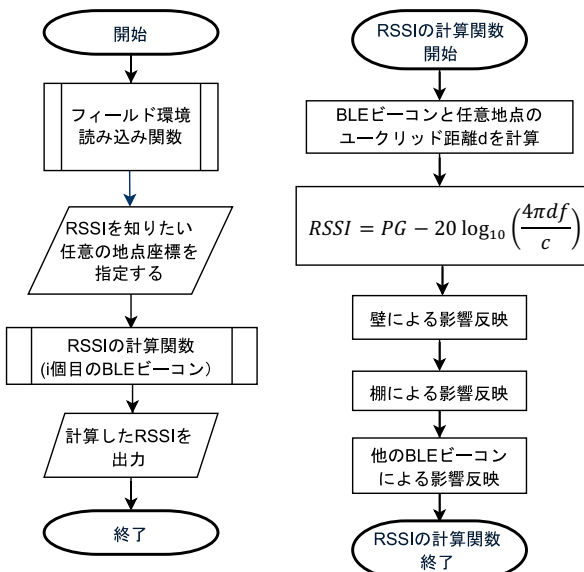 開始
フィールド環境
読み込み関数
RSSIを知りたい
任意の地点座標を
指定する
RSSIの計算関数
(i個目のBLEビーコン）
計算したRSSIを
出力
終了
RSSIの計算関数
開始
BLEビーコンと任意地点の
ユークリッド距離dを計算
RSSI = PG − 20 log₁₀ (4πdf/c)
壁による影響反映
棚による影響反映
他のBLEビーコン
による影響反映
RSSIの計算関数
終了